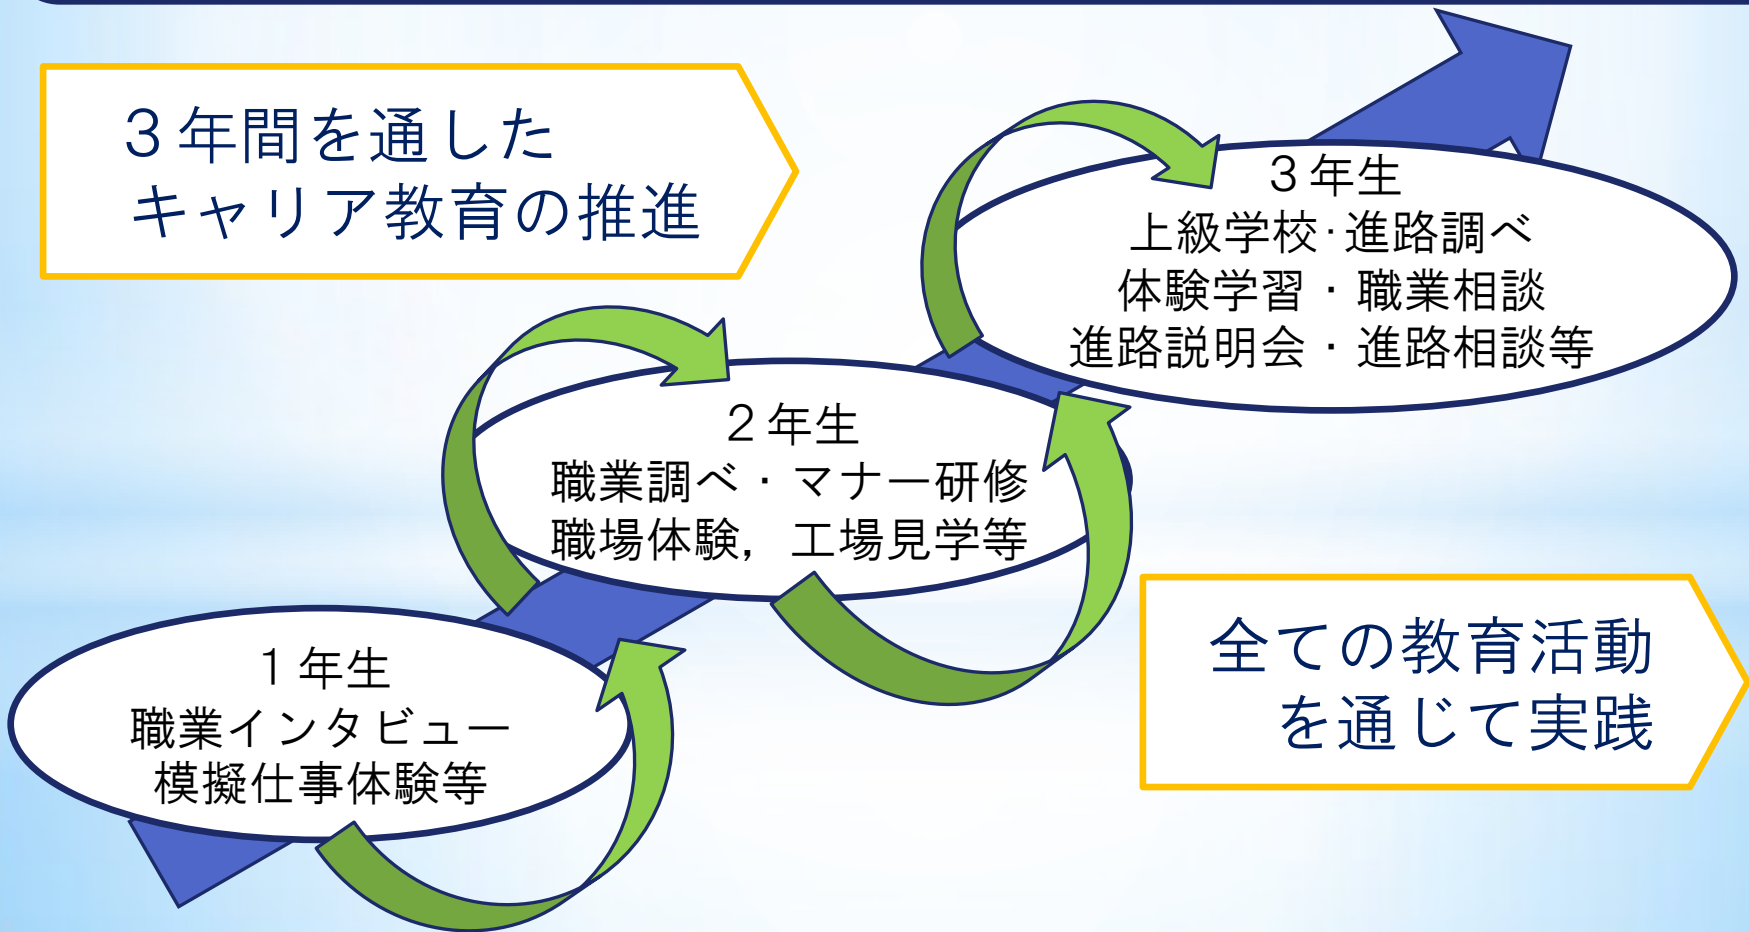 ３年間を通した
キャリア教育の推進
３年生
上級学校・進路調べ
体験学習・職業相談
進路説明会・進路相談等
２年生
職業調べ・マナー研修
職場体験，工場見学等
１年生
職業インタビュー
模擬仕事体験等
全ての教育活動
を通じて実践